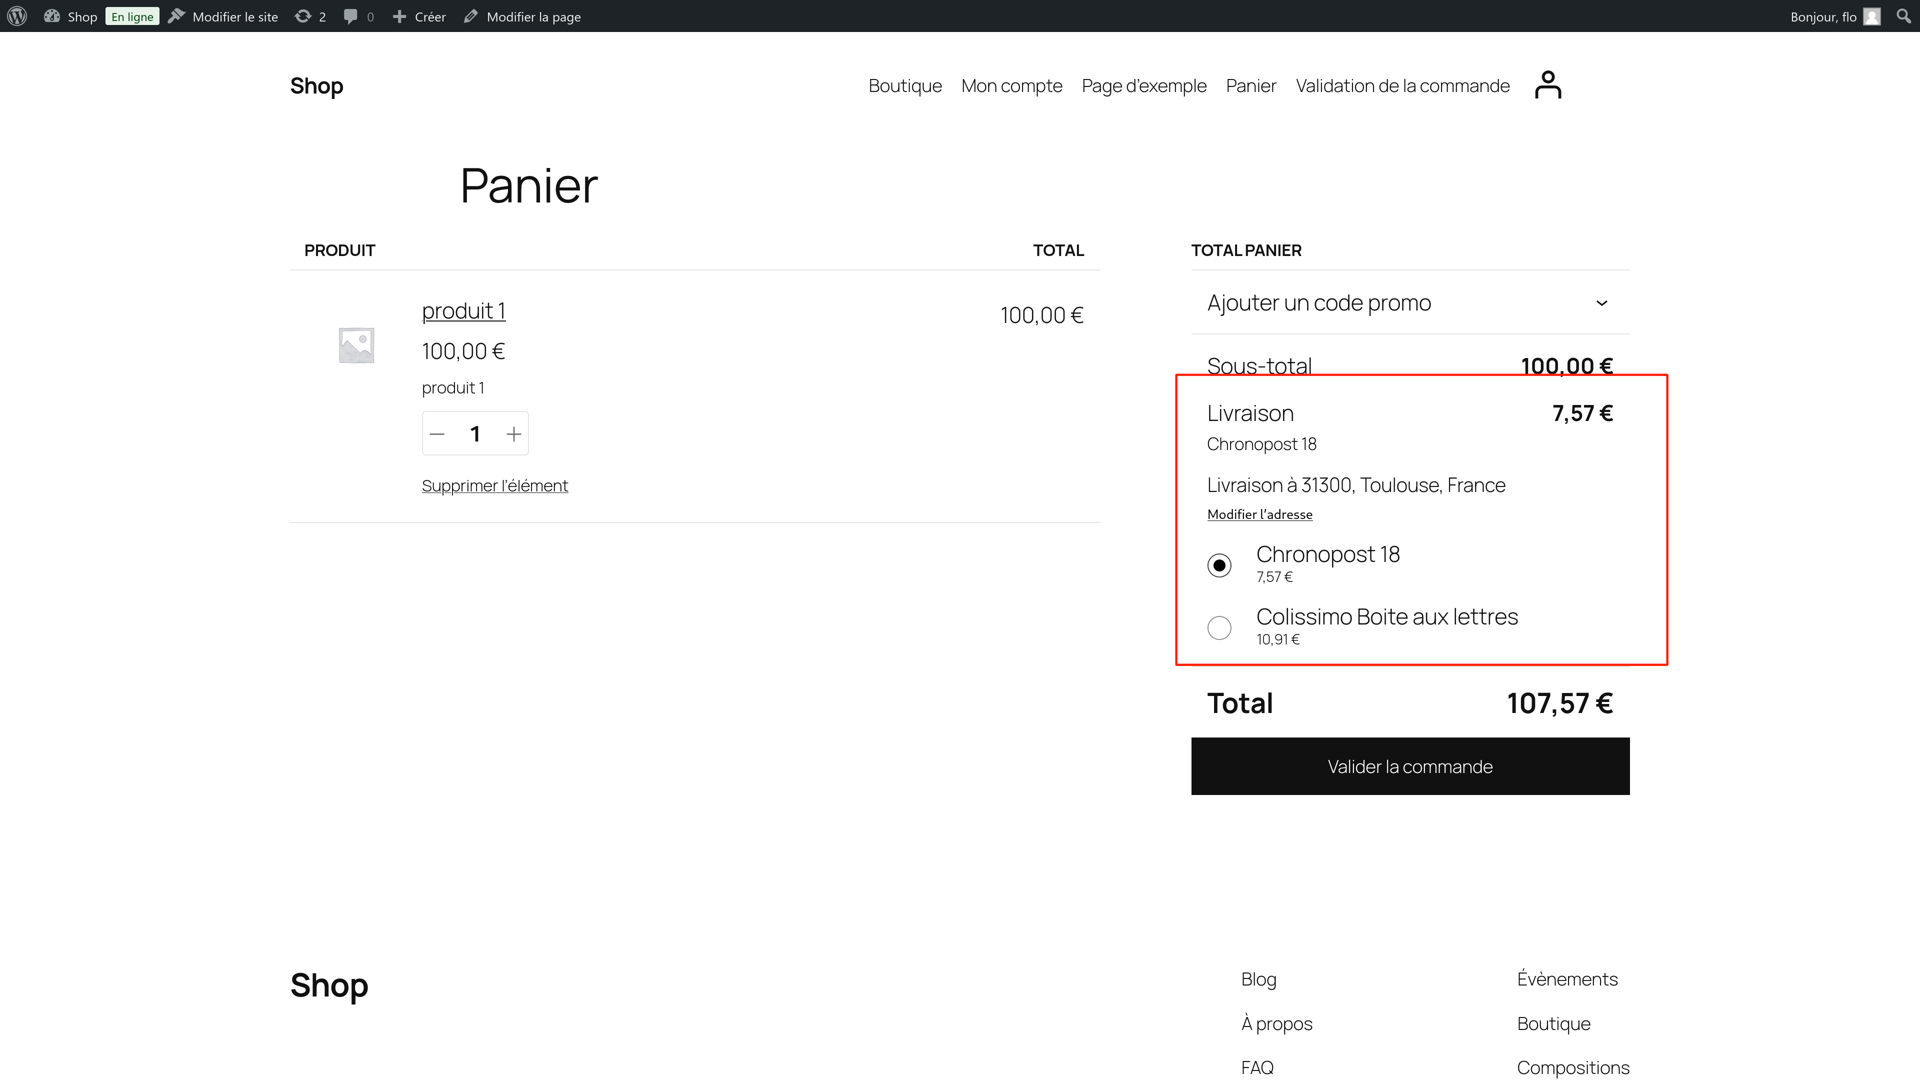 Shop
En ligne
Modifier le site
2
0
Créer
Modifier la page
Bonjour, flo
Shop
Boutique
Mon compte
Page d'exemple
Panier
Validation de la commande
Panier
PRODUIT
TOTAL
produit 1
100,00 €
100,00 €
produit 1
1
Supprimer l'élément
TOTAL PANIER
Ajouter un code promo
Sous-total
100,00 €
Livraison
7,57 €
Chronopost 18
Livraison à 31300, Toulouse, France
Modifier l'adresse
Chronopost 18
7,57 €
Colissimo Boite aux lettres
10,91 €
Total
107,57 €
Valider la commande
Shop
Blog
Évènements
À propos
Boutique
FAQ
Compositions